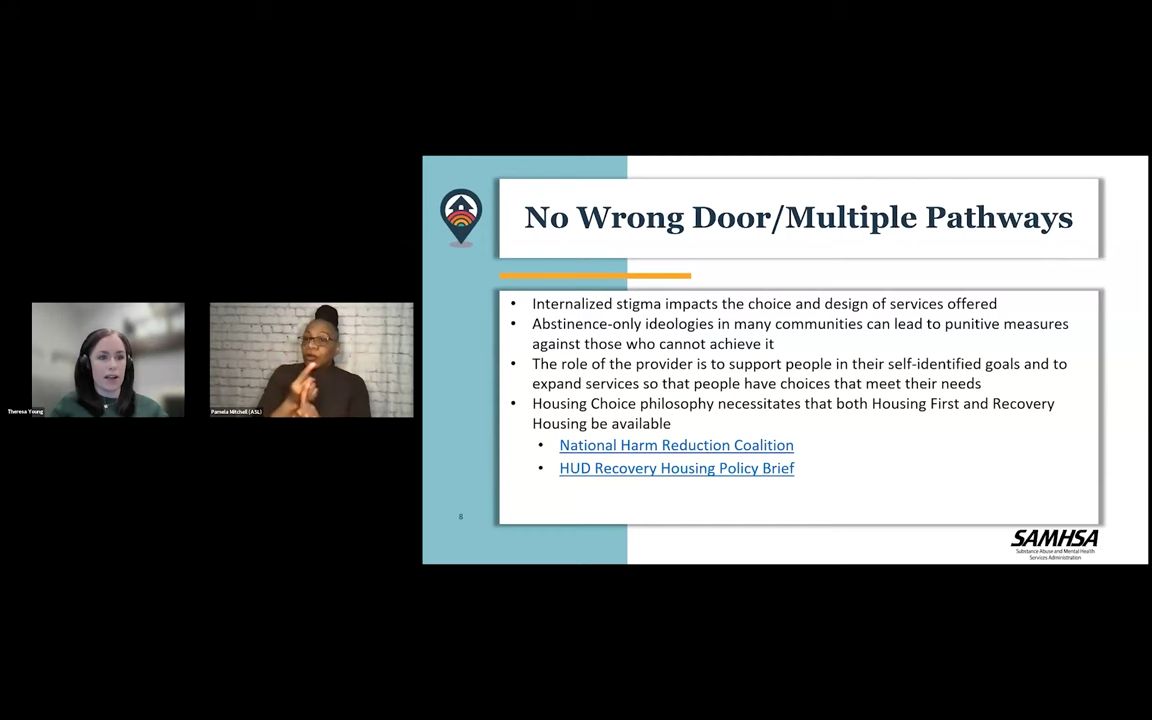 No Wrong Door/Multiple Pathways
• Internalized stigma impacts the choice and design of services offered
• Abstinence-only ideologies in many communities can lead to punitive measures
against those who cannot achieve it
• The role of the provider is to support people in their self-identified goals and to
expand services so that people have choices that meet their needs
• Housing Choice philosophy necessitates that both Housing First and Recovery
Housing be available
• National Harm Reduction Coalition
• HUD Recovery Housing Policy Brief
8
SAMHSA
Substance Abuse and Mental Health
Services Administration
Theresa Young
Pamela Mitchell (ASL)